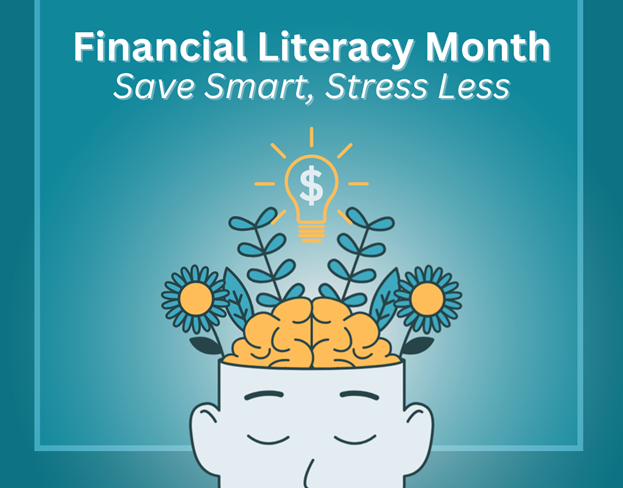 Financial Literacy Month
Save Smart, Stress Less
$